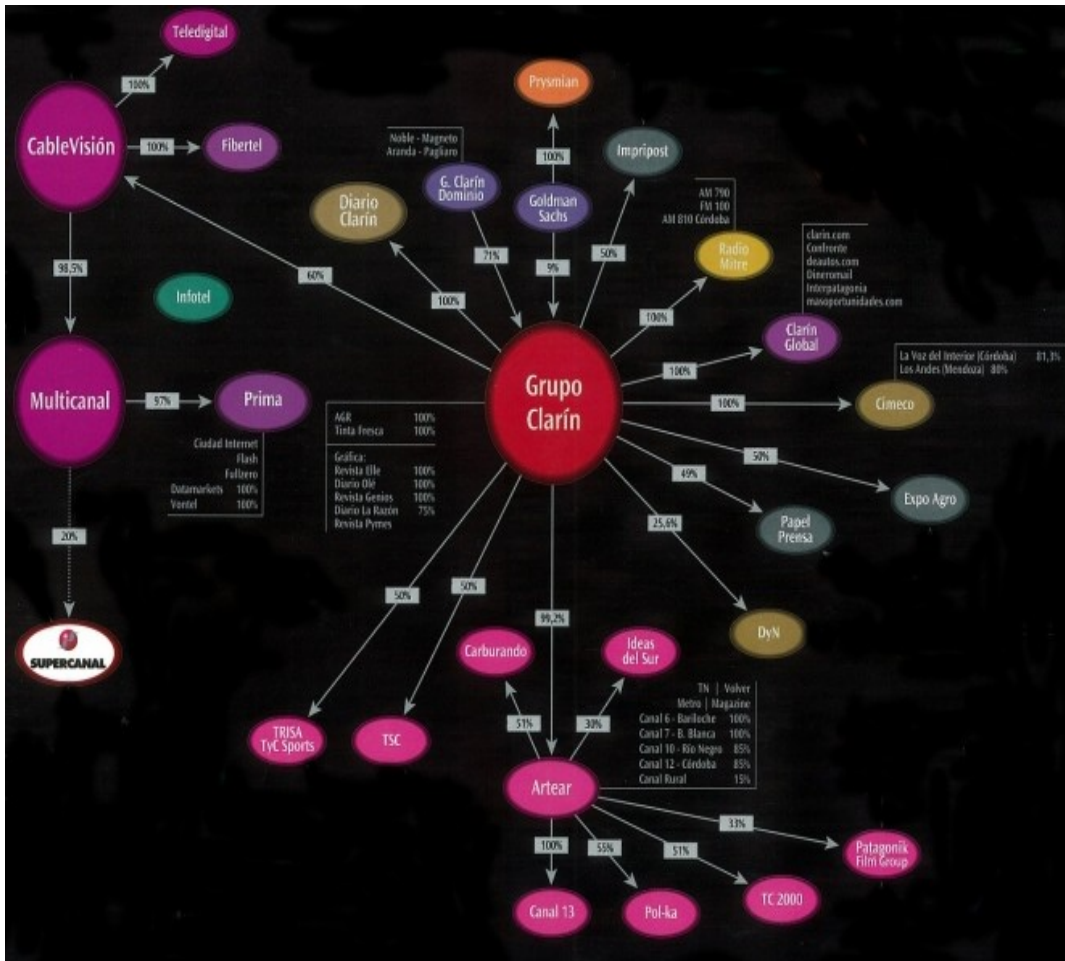 Teledigital
100%
CableVisión
100%
Fibertel
98,5%
60%
Infotel
Multicanal
97%
Prima
Ciudad Internet
Flash
Fullzero
Datamarkets 100%
Vontel 100%
20%
SUPERCANAL
Prysmian
100%
Noble - Magneto
Aranda - Pagliaro
G. Clarín
Dominio
71%
Goldman
Sachs
9%
Impripost
50%
Diario
Clarín
100%
AM 790
FM 100
AM 810 Córdoba
Radio
Mitre
100%
clarin.com
Confronte
deautos.com
Dineromail
Interpatagonia
masoportunidades.com
Clarín
Global
100%
Grupo
Clarín
La Voz del Interior (Córdoba) 81,3%
Los Andes (Mendoza) 80%
100%
Cimeco
50%
Expo Agro
49%
Papel
Prensa
25,6%
DyN
AGR 100%
Tinta Fresca 100%
Gráfica:
Revista Elle 100%
Diario Olé 100%
Revista Genios 100%
Diario La Razón 75%
Revista Pymes
50%
TRISA
TyC Sports
50%
TSC
99,2%
Carburando
51%
Ideas
del Sur
30%
TN | Volver
Metro | Magazine
Canal 6 - Bariloche 100%
Canal 7 - B. Blanca 100%
Canal 10 - Río Negro 85%
Canal 12 - Córdoba 85%
Canal Rural 15%
Artear
100%
Canal 13
55%
Pol-ka
51%
TC 2000
33%
Patagonik
Film Group